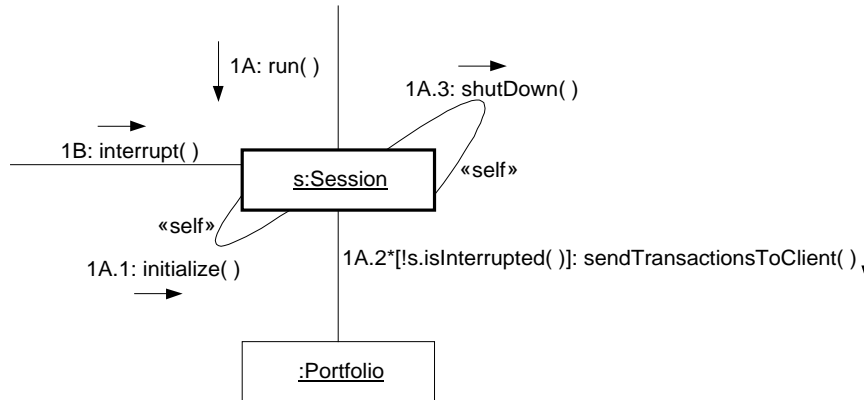 1A: run( )
1A.3: shutDown( )
1B: interrupt( )
s:Session
«self»
«self»
1A.2*[!s.isInterrupted( )]: sendTransactionsToClient( )
1A.1: initialize( )
:Portfolio